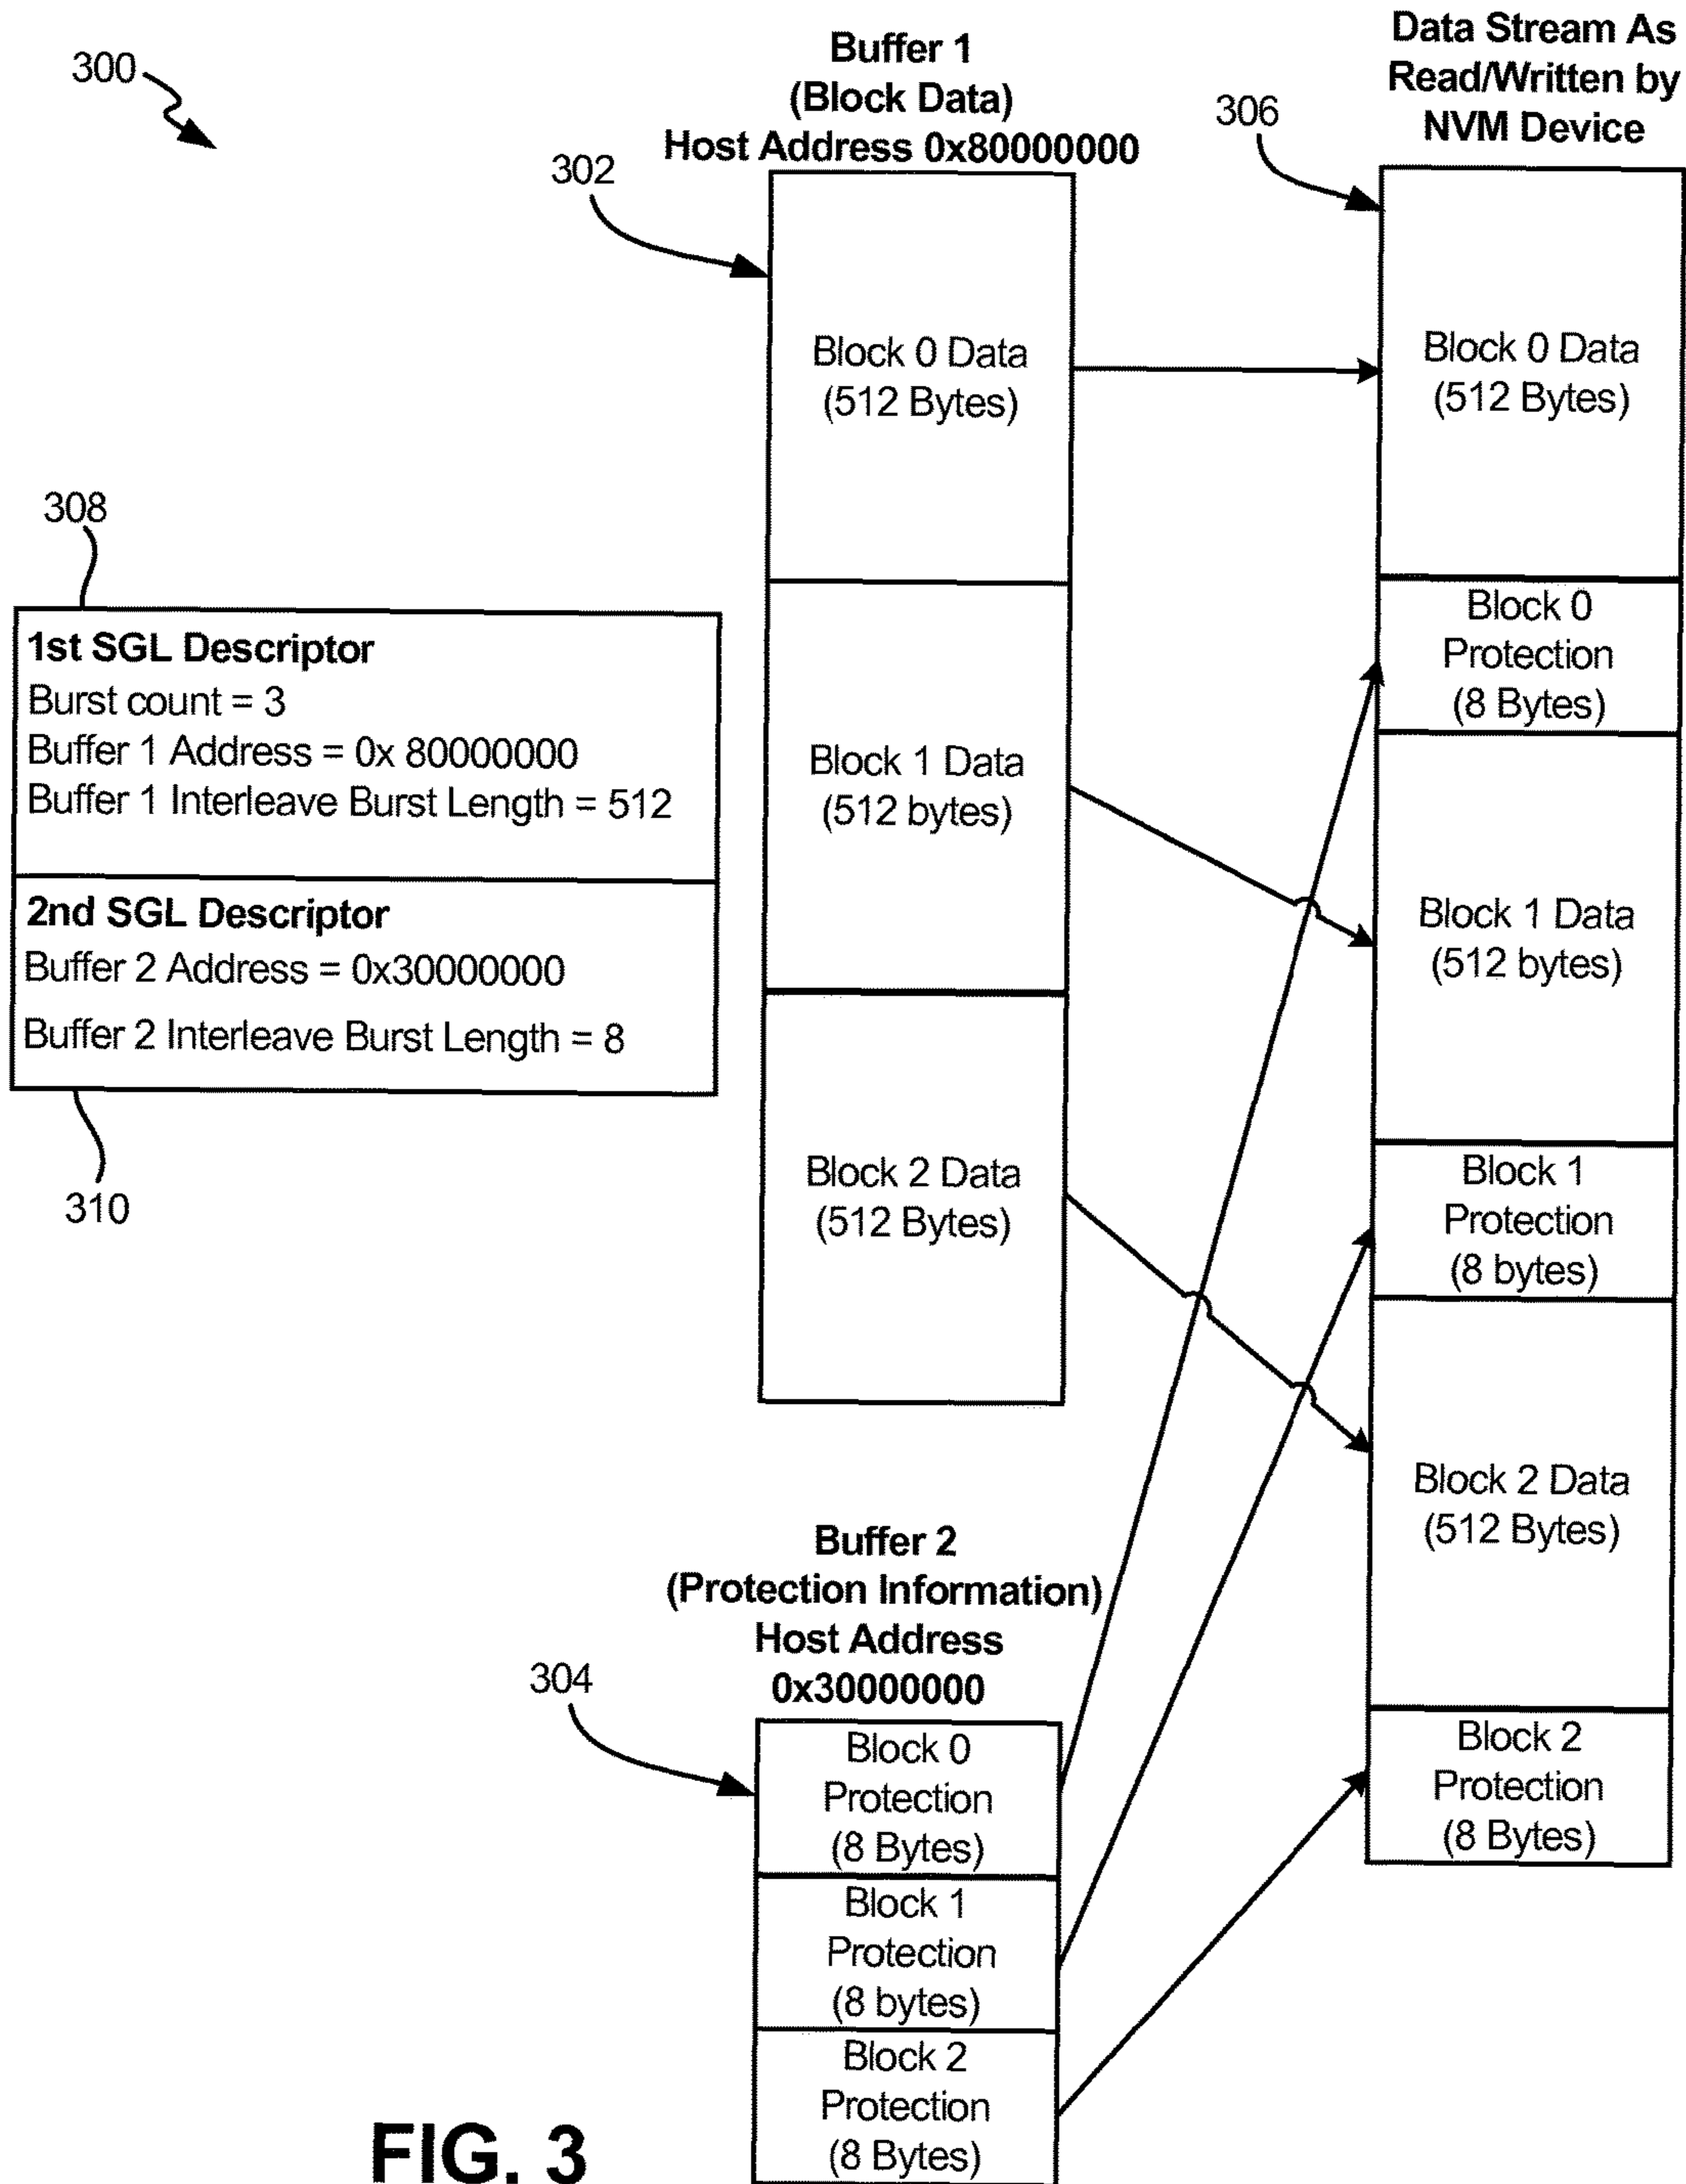 300
Buffer 1
(Block Data)
Host Address 0x80000000
302
Block 0 Data
(512 Bytes)
Block 1 Data
(512 bytes)
Block 2 Data
(512 Bytes)
Data Stream As
Read/Written by
NVM Device
306
Block 0 Data
(512 Bytes)
Block 0
Protection
(8 Bytes)
Block 1 Data
(512 bytes)
Block 1
Protection
(8 bytes)
Block 2 Data
(512 Bytes)
Block 2
Protection
(8 Bytes)
308
1st SGL Descriptor
Burst count = 3
Buffer 1 Address = 0x 80000000
Buffer 1 Interleave Burst Length = 512
2nd SGL Descriptor
Buffer 2 Address = 0x30000000
Buffer 2 Interleave Burst Length = 8
310
Buffer 2
(Protection Information)
Host Address
0x30000000
304
Block 0
Protection
(8 Bytes)
Block 1
Protection
(8 bytes)
Block 2
Protection
(8 Bytes)
FIG. 3